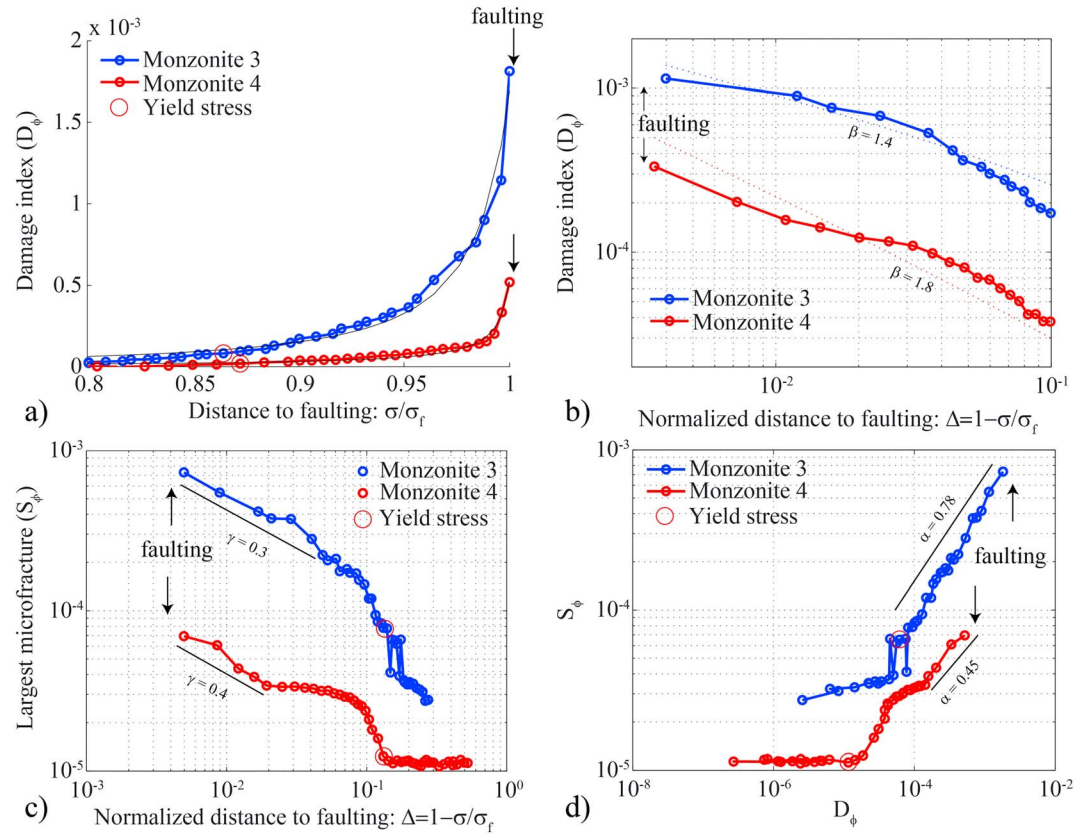 x 10⁻³
faulting
2
1.5
1
0.5
0
Damage index (D_ϕ)
Monzonite 3
Monzonite 4
Yield stress
0.8
0.85
0.9
0.95
1
Distance to faulting: σ/σ_f
a)
10⁻³
10⁻⁴
Damage index (D_ϕ)
faulting
β = 1.4
β = 1.8
Monzonite 3
Monzonite 4
10⁻²
10⁻¹
Normalized distance to faulting: Δ=1−σ/σ_f
b)
10⁻³
10⁻⁴
10⁻⁵
Largest microfracture (S_ϕ)
Monzonite 3
Monzonite 4
Yield stress
faulting
γ = 0.3
γ = 0.4
10⁻³
10⁻²
10⁻¹
10⁰
Normalized distance to faulting: Δ=1−σ/σ_f
c)
10⁻³
10⁻⁴
10⁻⁵
S_ϕ
Monzonite 3
Monzonite 4
Yield stress
α = 0.78
faulting
α = 0.45
10⁻⁸
10⁻⁶
10⁻⁴
10⁻²
D_ϕ
d)